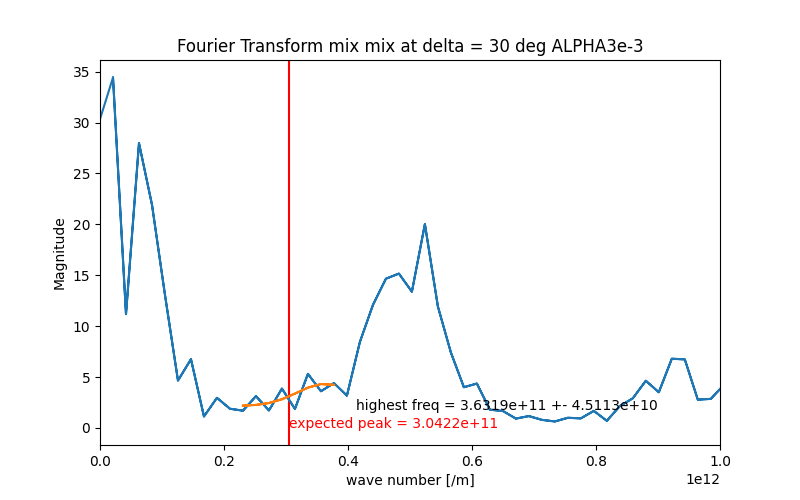 Fourier Transform mix mix at delta = 30 deg ALPHA3e-3
35
30
25
20
15
10
5
0
Magnitude
highest freq = 3.6319e+11 +- 4.5113e+10
expected peak = 3.0422e+11
0.0 0.2 0.4 0.6 0.8 1.0
1e12
wave number [/m]